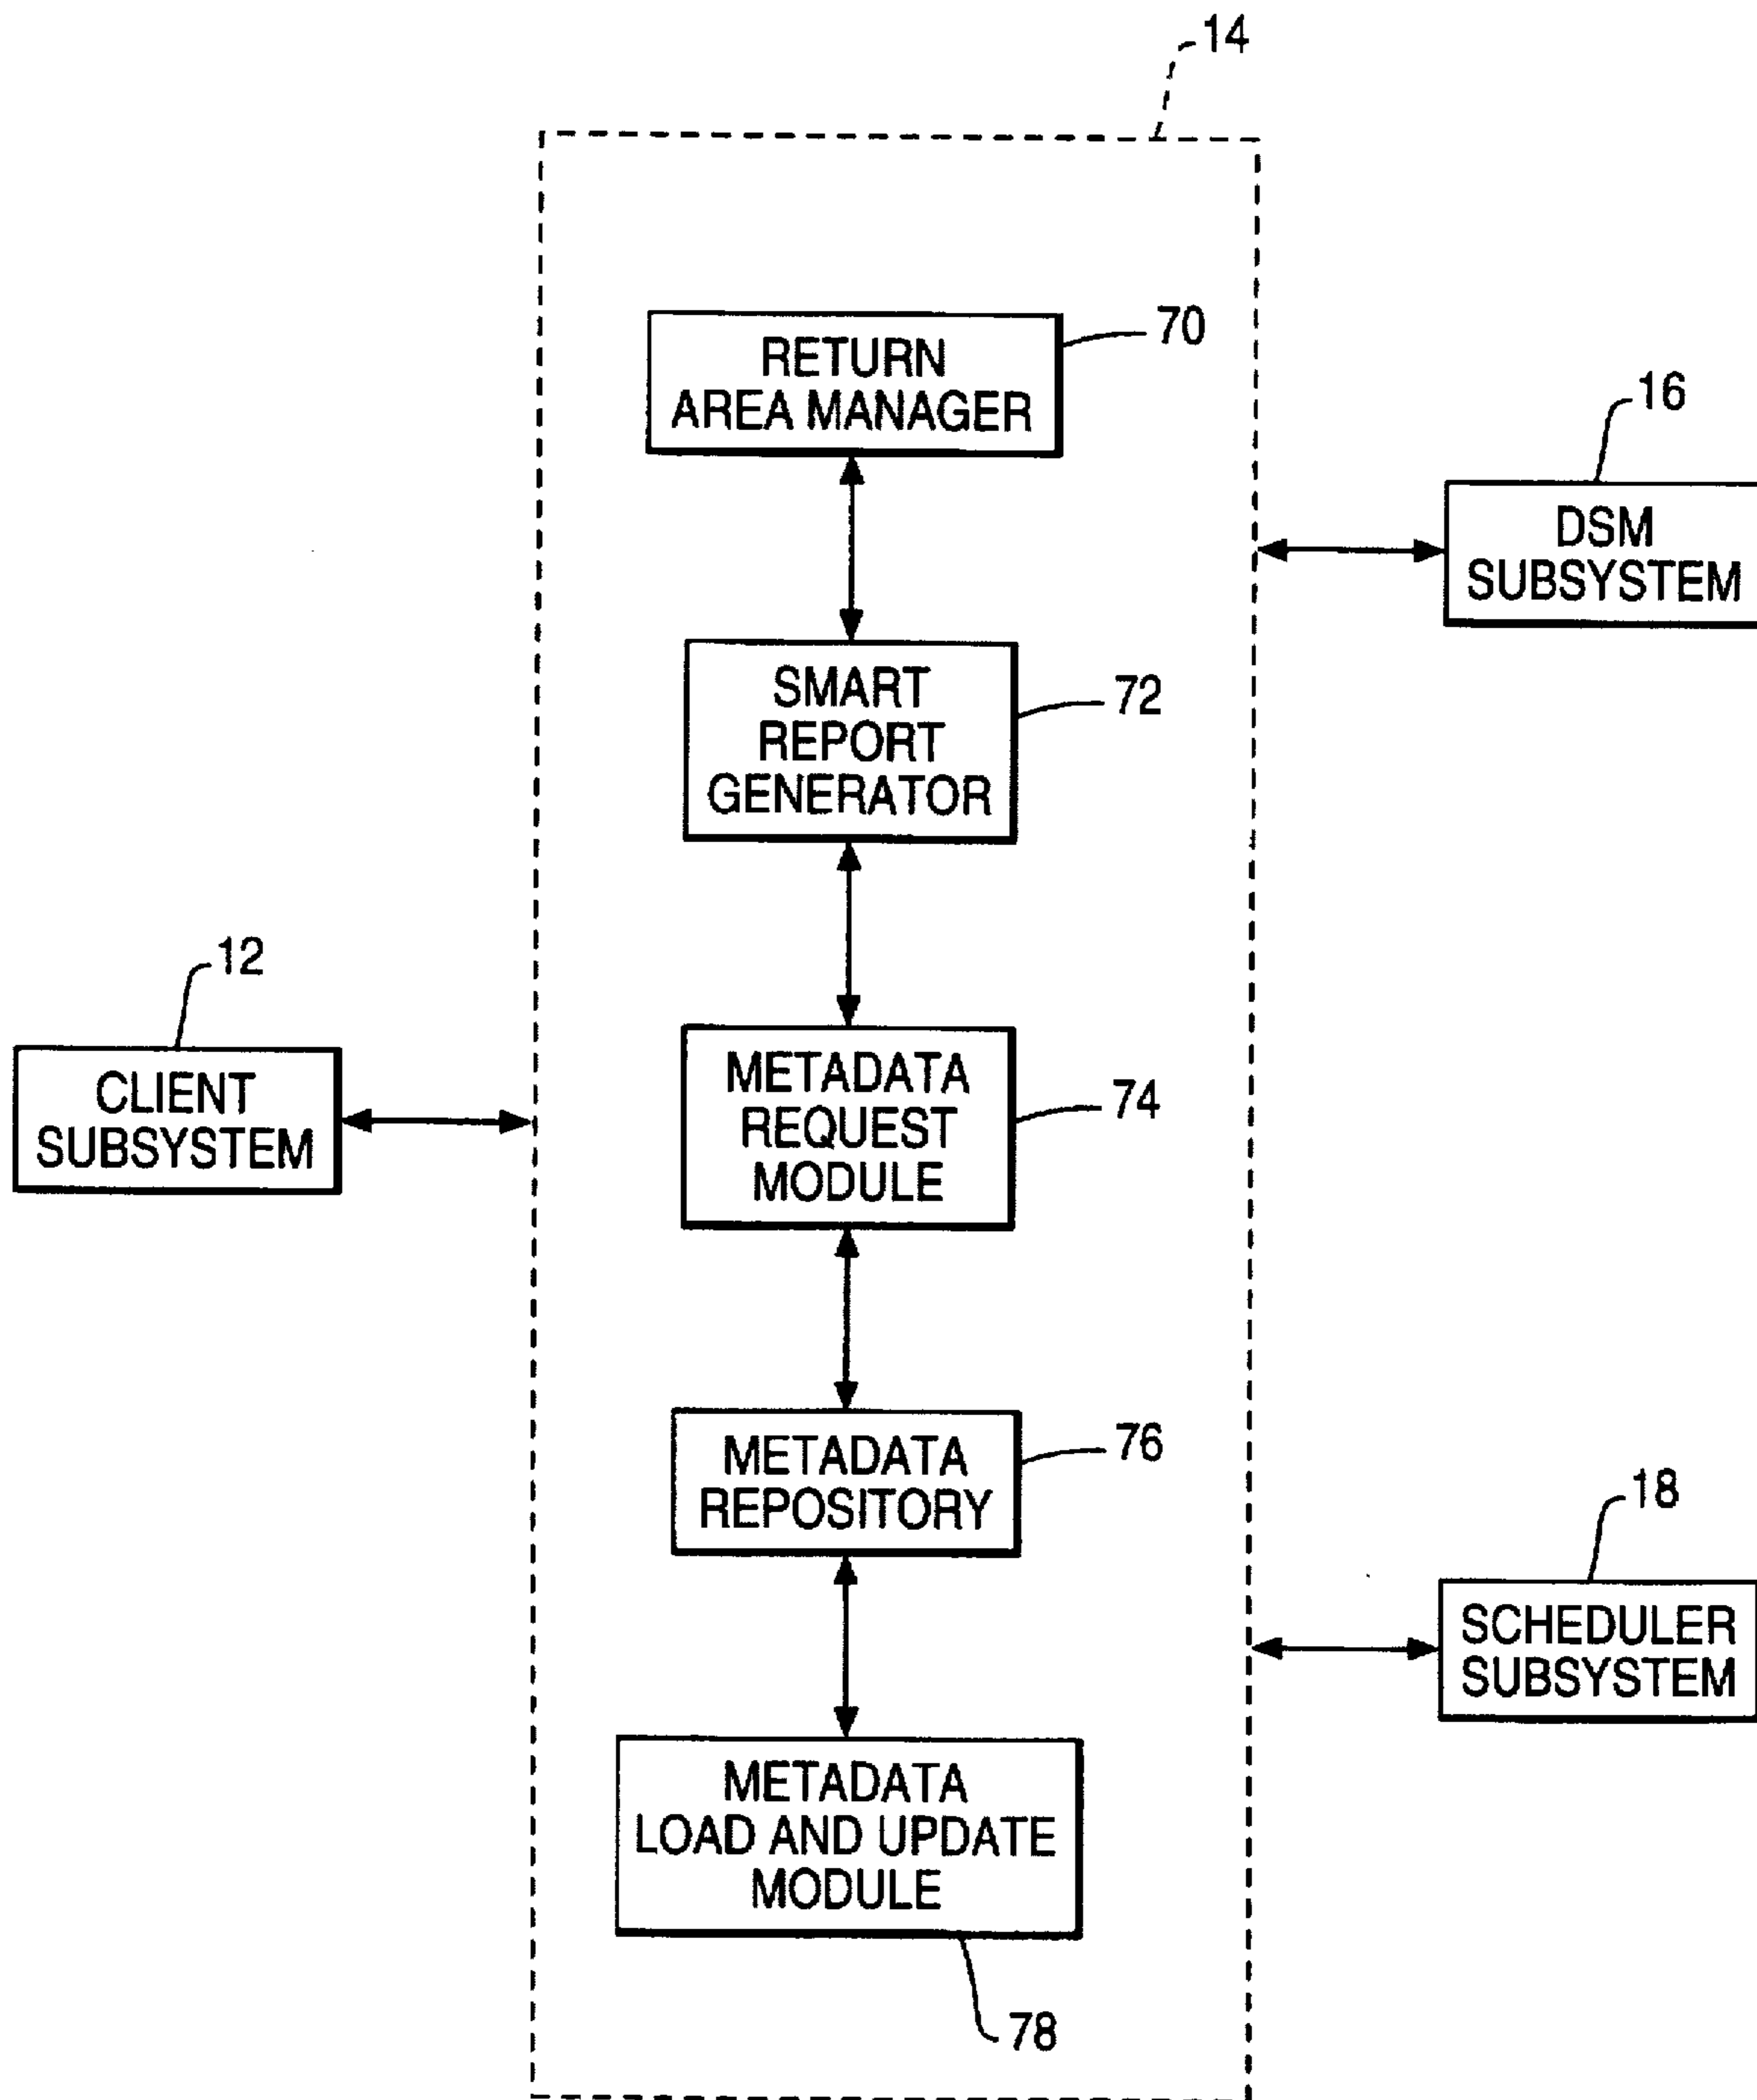 14
70
RETURN
AREA MANAGER
16
DSM
SUBSYSTEM
72
SMART
REPORT
GENERATOR
12
CLIENT
SUBSYSTEM
74
METADATA
REQUEST
MODULE
76
METADATA
REPOSITORY
18
SCHEDULER
SUBSYSTEM
METADATA
LOAD AND UPDATE
MODULE
78